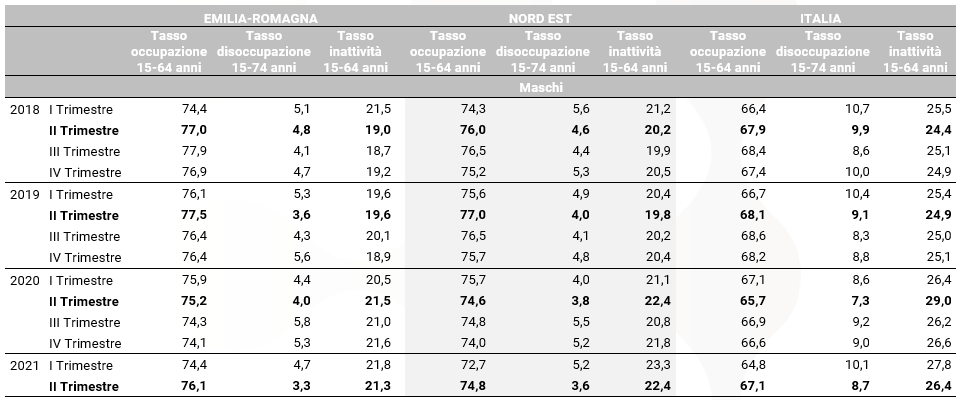 EMILIA-ROMAGNA NORD EST ITALIA
Tasso Tasso Tasso Tasso Tasso Tasso Tasso Tasso Tasso
occupazione disoccupazione inattività occupazione disoccupazione inattività occupazione disoccupazione inattività
15-64 anni 15-74 anni 15-64 anni 15-64 anni 15-74 anni 15-64 anni 15-64 anni 15-74 anni 15-64 anni
Maschi
2018 I Trimestre 74,4 5,1 21,5 74,3 5,6 21,2 66,4 10,7 25,5
II Trimestre 77,0 4,8 19,0 76,0 4,6 20,2 67,9 9,9 24,4
III Trimestre 77,9 4,1 18,7 76,5 4,4 19,9 68,4 8,6 25,1
IV Trimestre 76,9 4,7 19,2 75,2 5,3 20,5 67,4 10,0 24,9
2019 I Trimestre 76,1 5,3 19,6 75,6 4,9 20,4 66,7 10,4 25,4
II Trimestre 77,5 3,6 19,6 77,0 4,0 19,8 68,1 9,1 24,9
III Trimestre 76,4 4,3 20,1 76,5 4,1 20,2 68,6 8,3 25,0
IV Trimestre 76,4 5,6 18,9 75,7 4,8 20,4 68,2 8,8 25,1
2020 I Trimestre 75,9 4,4 20,5 75,7 4,0 21,1 67,1 8,6 26,4
II Trimestre 75,2 4,0 21,5 74,6 3,8 22,4 65,7 7,3 29,0
III Trimestre 74,3 5,8 21,0 74,8 5,5 20,8 66,9 9,2 26,2
IV Trimestre 74,1 5,3 21,6 74,0 5,2 21,8 66,6 9,0 26,6
2021 I Trimestre 74,4 4,7 21,8 72,7 5,2 23,3 64,8 10,1 27,8
II Trimestre 76,1 3,3 21,3 74,8 3,6 22,4 67,1 8,7 26,4